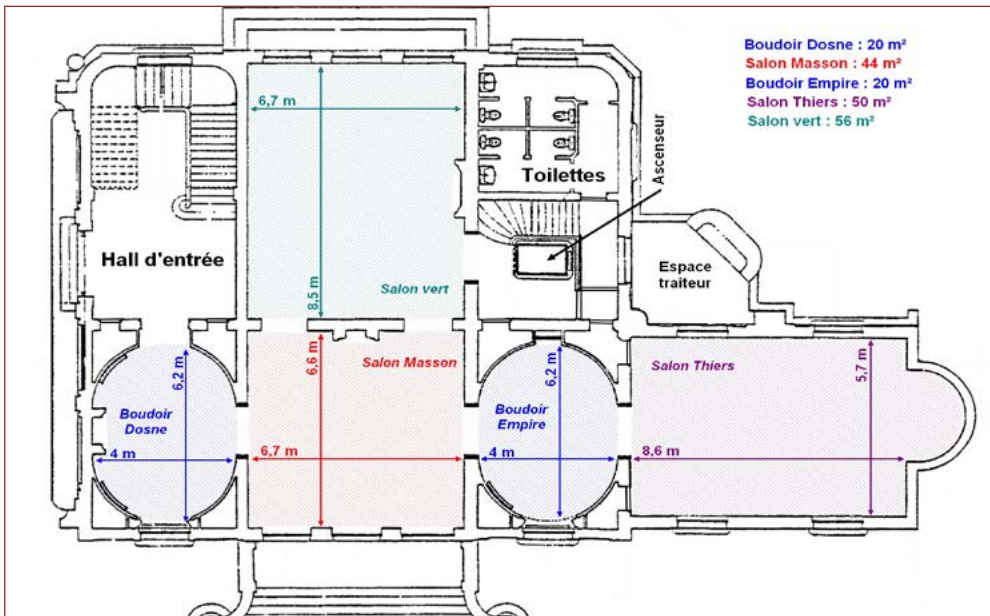 Boudoir Dosne : 20 m²
Salon Masson : 44 m²
Boudoir Empire : 20 m²
Salon Thiers : 50 m²
Salon vert : 56 m²
6,7 m
Toilettes
Ascenseur
Hall d'entrée
8,5 m
Salon vert
Espace
traiteur
6,2 m
Boudoir
Dosne
4 m
6,6 m
Salon Masson
6,7 m
6,2 m
Boudoir
Empire
4 m
Salon Thiers
5,7 m
8,6 m